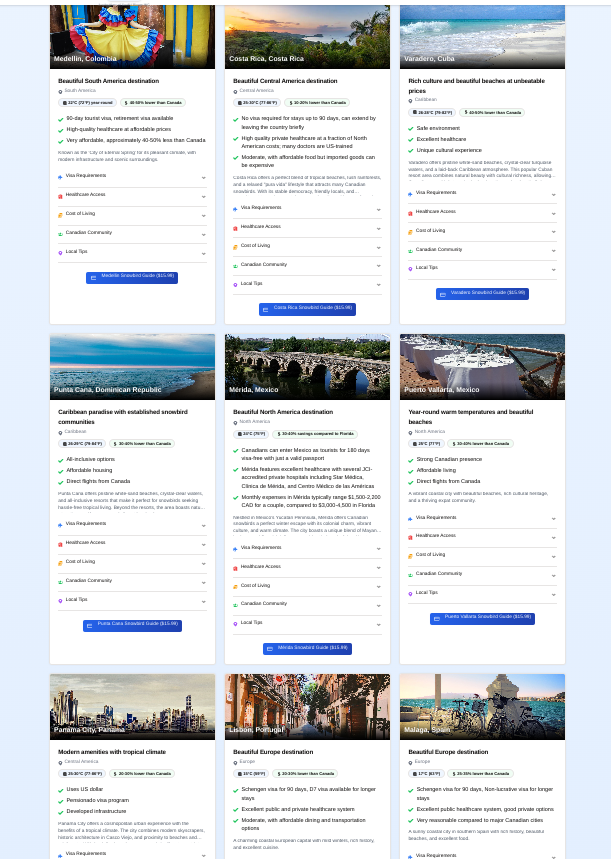 Medellín, Colombia
Beautiful South America destination
South America
22°C (72°F) year-round
40-60% lower than Canada
90-day tourist visa, retirement visa available
High-quality healthcare at affordable prices
Very affordable, approximately 40-50% less than Canada
Known as the 'City of Eternal Spring' for its pleasant climate, with
modern infrastructure and scenic surroundings.
Visa Requirements
Healthcare Access
Cost of Living
Canadian Community
Local Tips
Medellín Snowbird Guide ($15.99)
Costa Rica, Costa Rica
Beautiful Central America destination
Central America
25-30°C (77-86°F)
10-20% lower than Canada
No visa required for stays up to 90 days, can extend by
leaving the country briefly
High quality private healthcare at a fraction of North
American costs; many doctors are US-trained
Moderate, with affordable food but imported goods can
be expensive
Costa Rica offers a perfect blend of tropical beaches, lush rainforests,
and a relaxed "pura vida" lifestyle that attracts many Canadian
snowbirds. With its stable democracy, friendly locals, and...
Visa Requirements
Healthcare Access
Cost of Living
Canadian Community
Local Tips
Costa Rica Snowbird Guide ($15.99)
Varadero, Cuba
Rich culture and beautiful beaches at unbeatable
prices
Caribbean
40-50% lower than Canada
Safe environment
Excellent healthcare
Unique cultural experience
Varadero offers pristine white-sand beaches, crystal-clear turquoise
waters, and a laid-back Caribbean atmosphere. This popular Cuban
resort area combines natural beauty with cultural richness, allowing...
Visa Requirements
Healthcare Access
Cost of Living
Canadian Community
Local Tips
Varadero Snowbird Guide ($15.99)
Punta Cana, Dominican Republic
Caribbean paradise with established snowbird
communities
Caribbean
30-40% lower than Canada
All-inclusive options
Affordable housing
Direct flights from Canada
Punta Cana offers pristine white-sand beaches, crystal-clear waters,
and all-inclusive resorts that make it perfect for snowbirds seeking
hassle-free tropical living. Beyond the resorts, the area boasts
Visa Requirements
Healthcare Access
Cost of Living
Canadian Community
Local Tips
Punta Cana Snowbird Guide ($15.99)
Mérida, Mexico
Beautiful North America destination
North America
24°C (75°F)
30-40% savings compared to Florida
Canadians can enter Mexico as tourists for 180 days
visa-free with just a valid passport
Mérida features excellent healthcare with several JCI-
accredited private hospitals including Star Médica,
Clínica de Mérida, and Centro Médico de las Américas
Monthly expenses in Mérida typically range $1,500-2,200
CAD for a couple, compared to $3,000-4,500 in Florida
Nestled in Mexico's Yucatan Peninsula, Mérida offers Canadian
snowbirds a perfect winter escape with its colonial charm, vibrant
culture, and warm climate. The city boasts a unique blend of Mayan...
Visa Requirements
Healthcare Access
Cost of Living
Canadian Community
Local Tips
Mérida Snowbird Guide ($15.99)
Puerto Vallarta, Mexico
Year-round warm temperatures and beautiful
beaches
North America
25°C (77°F)
30-40% lower than Canada
Strong Canadian presence
Affordable living
Direct flights from Canada
A vibrant coastal city with beautiful beaches, rich cultural heritage,
and a thriving expat community.
Visa Requirements
Healthcare Access
Cost of Living
Canadian Community
Local Tips
Puerto Vallarta Snowbird Guide ($15.99)
Panama City, Panama
Modern amenities with tropical climate
Central America
25-30°C (77-86°F)
20-30% lower than Canada
Uses US dollar
Pensionado visa program
Developed infrastructure
Panama City offers a cosmopolitan urban experience with the
benefits of a tropical climate. The city combines modern skyscrapers,
historic architecture in Casco Viejo, and proximity to beaches and...
Visa Requirements
Lisbon, Portugal
Beautiful Europe destination
Europe
15°C (59°F)
20-30% lower than Canada
Schengen visa for 90 days, D7 visa available for longer
stays
Excellent public and private healthcare system
Moderate, with affordable dining and transportation
options
A charming coastal European capital with mild winters, rich history,
and excellent cuisine.
Visa Requirements
Malaga, Spain
Beautiful Europe destination
Europe
17°C (63°F)
25-35% lower than Canada
Schengen visa for 90 days, Non-lucrative visa for longer
stays
Excellent public healthcare system, good private options
Very reasonable compared to major Canadian cities
A sunny coastal city in southern Spain with rich history, beautiful
beaches, and excellent food.
Visa Requirements